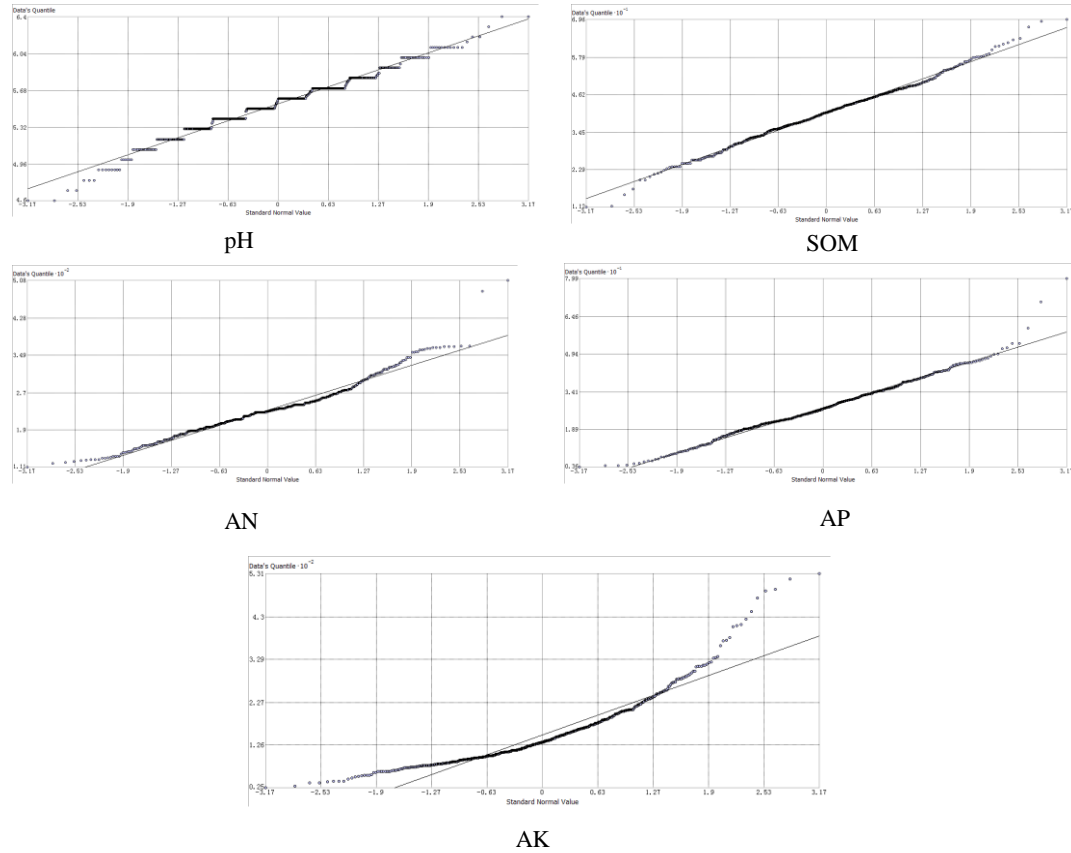 Data's Quantile
6.4
6.04
5.68
5.32
4.96
4.6
-3.17 -2.53 -1.9 -1.27 -0.63 0 0.63 1.27 1.9 2.53 3.17
Standard Normal Value
pH
Data's Quantile · 10⁻¹
6.96
5.79
4.62
3.45
2.29
1.12
-3.17 -2.53 -1.9 -1.27 -0.63 0 0.63 1.27 1.9 2.53 3.17
Standard Normal Value
SOM
Data's Quantile · 10⁻²
5.08
4.28
3.48
2.7
1.9
1.11
-3.17 -2.53 -1.9 -1.27 -0.63 0 0.63 1.27 1.9 2.53 3.17
Standard Normal Value
AN
Data's Quantile · 10⁻¹
7.99
6.46
4.94
3.41
1.89
0.36
-3.17 -2.53 -1.9 -1.27 -0.63 0 0.63 1.27 1.9 2.53 3.17
Standard Normal Value
AP
Data's Quantile · 10⁻²
5.31
4.3
3.29
2.27
1.26
0.25
-3.17 -2.53 -1.9 -1.27 -0.63 0 0.63 1.27 1.9 2.53 3.17
Standard Normal Value
AK